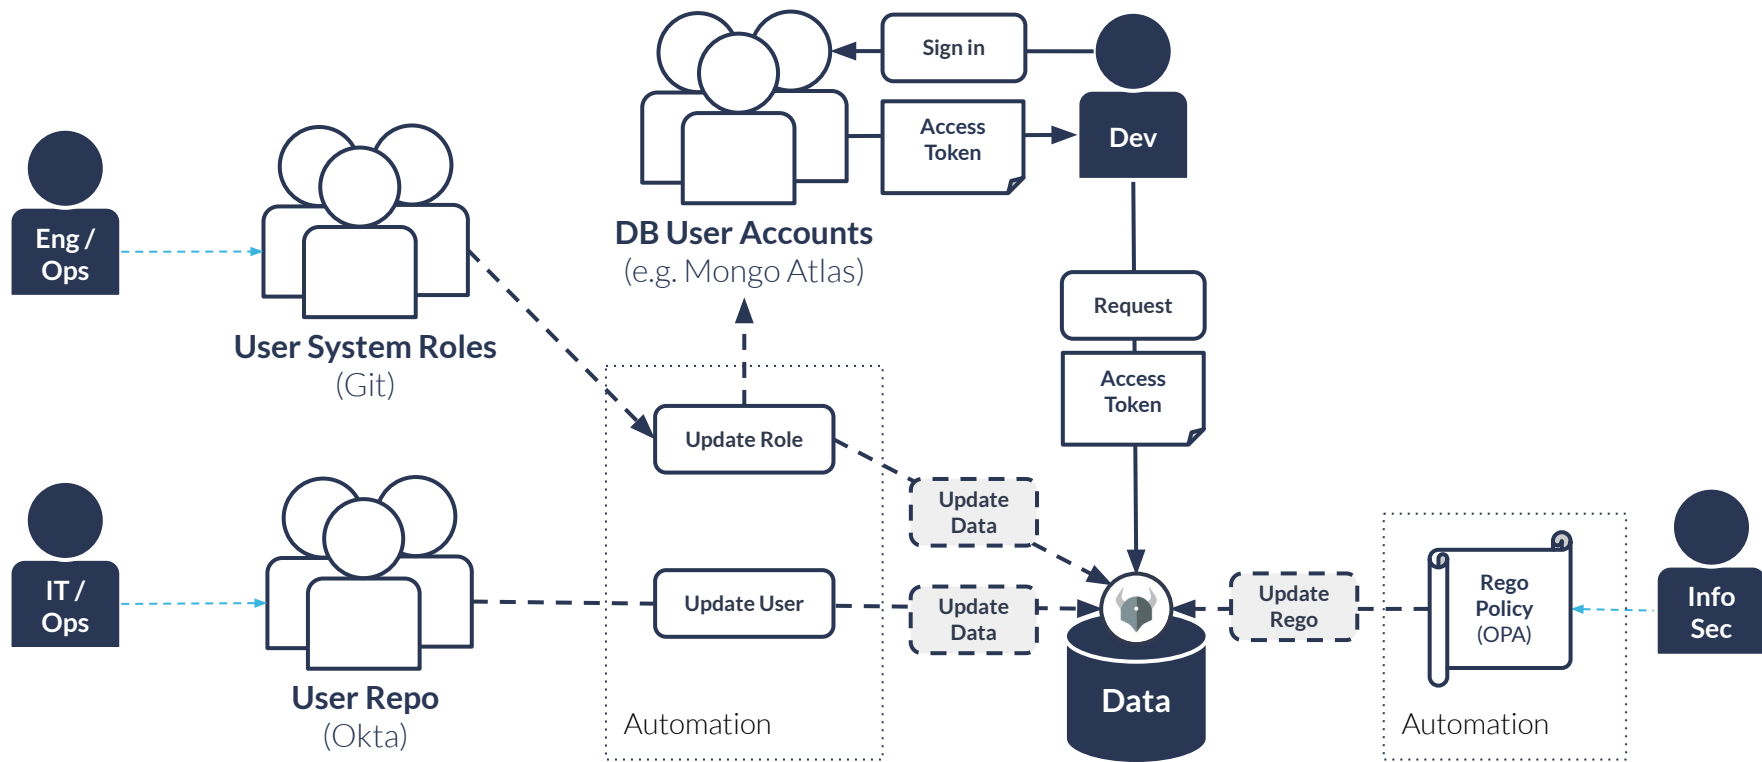 Sign in
Access
Token
Dev
Eng /
Ops
DB User Accounts
(e.g. Mongo Atlas)
User System Roles
(Git)
Request
Access
Token
Update Role
Update
Data
IT /
Ops
Update User
Update
Data
Update
Rego
Rego
Policy
(OPA)
Info
Sec
User Repo
(Okta)
Automation
Data
Automation